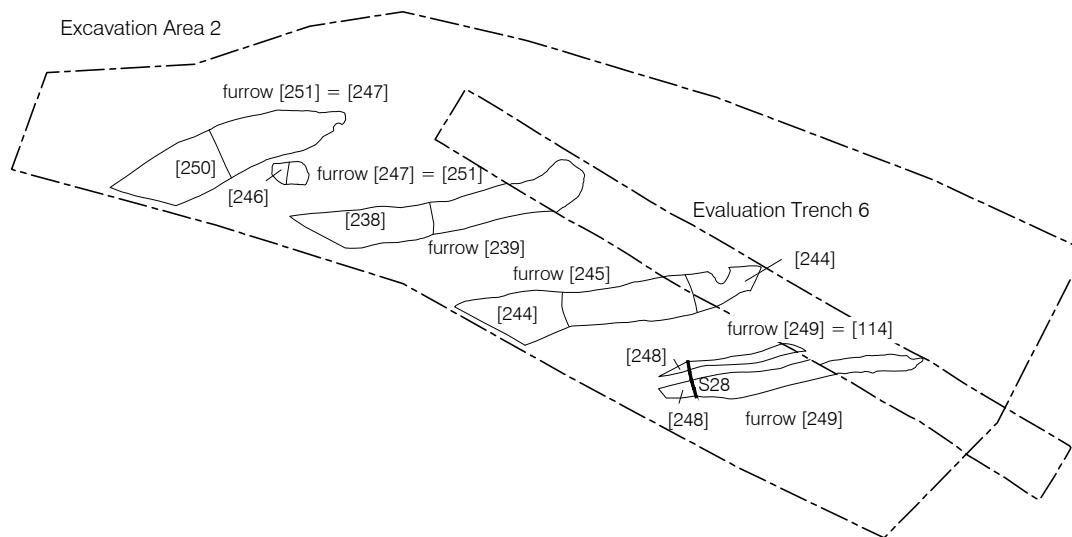 Excavation Area 2
furrow [251] = [247]
[250]
furrow [247] = [251]
[246]
[238]
Evaluation Trench 6
furrow [239]
[244]
furrow [245]
[244]
furrow [249] = [114]
[248]
S28
[248]
furrow [249]